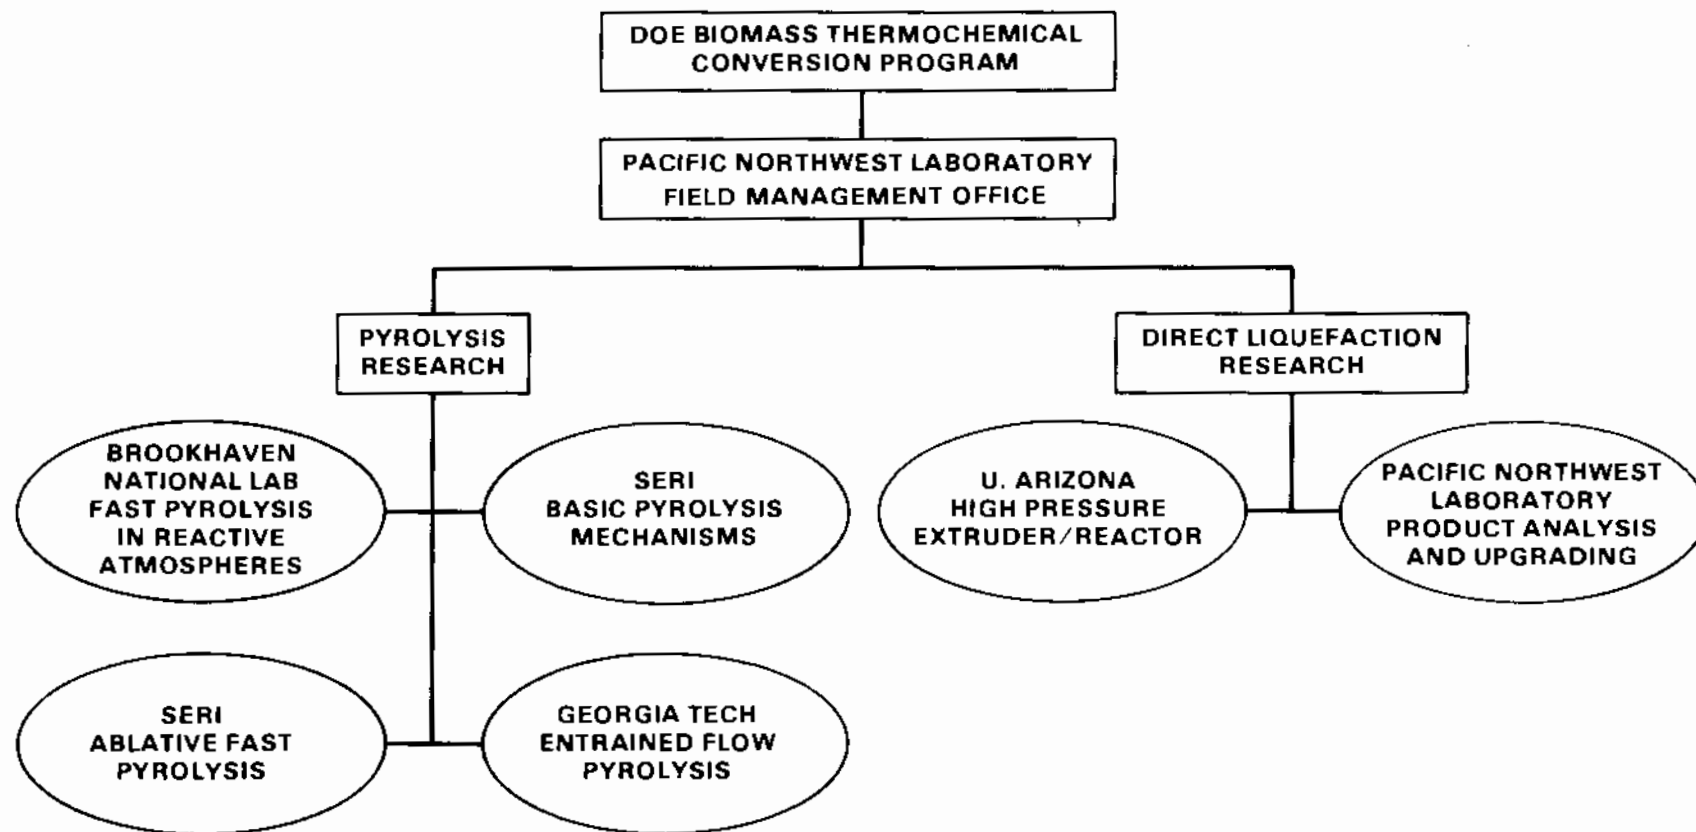 DOE BIOMASS THERMOCHEMICAL
CONVERSION PROGRAM
PACIFIC NORTHWEST LABORATORY
FIELD MANAGEMENT OFFICE
PYROLYSIS
RESEARCH
DIRECT LIQUEFACTION
RESEARCH
BROOKHAVEN
NATIONAL LAB
FAST PYROLYSIS
IN REACTIVE
ATMOSPHERES
SERI
BASIC PYROLYSIS
MECHANISMS
U. ARIZONA
HIGH PRESSURE
EXTRUDER/REACTOR
PACIFIC NORTHWEST
LABORATORY
PRODUCT ANALYSIS
AND UPGRADING
SERI
ABLATIVE FAST
PYROLYSIS
GEORGIA TECH
ENTRAINED FLOW
PYROLYSIS